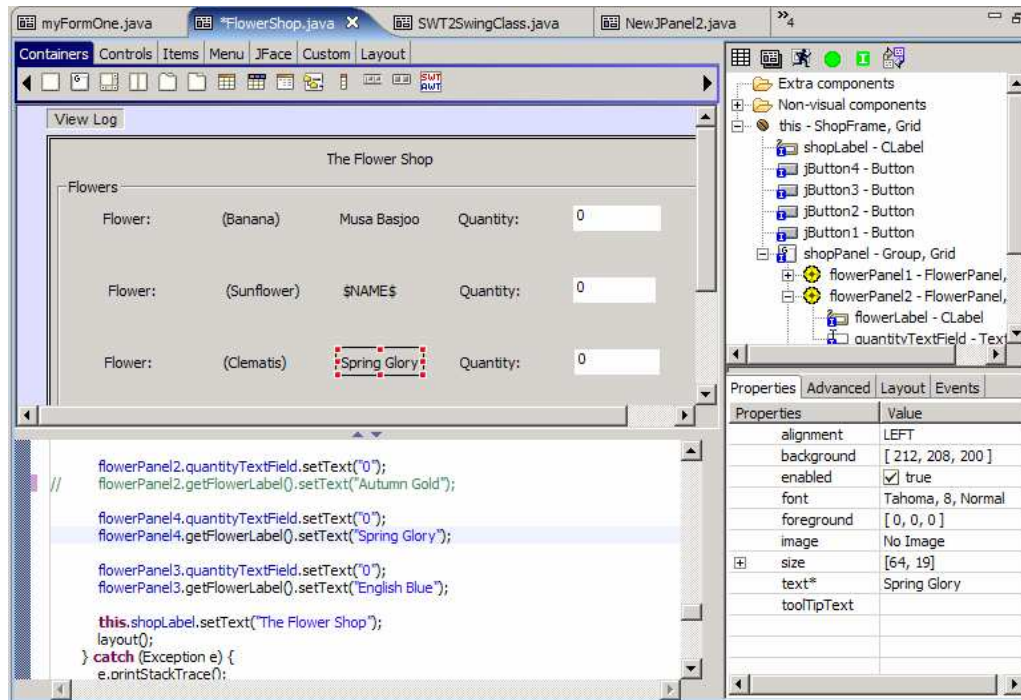 myFormOne.java
*FlowerShop.java
SWT2SwingClass.java
NewJPanel2.java
»4
Containers Controls Items Menu JFace Custom Layout
SWT
AWT
View Log
The Flower Shop
Flowers
Flower: (Banana) Musa Basjoo Quantity: 0
Flower: (Sunflower) $NAME$ Quantity: 0
Flower: (Clematis) Spring Glory Quantity: 0
flowerPanel2.quantityTextField.setText("0");
// flowerPanel2.getFlowerLabel().setText("Autumn Gold");
flowerPanel4.quantityTextField.setText("0");
flowerPanel4.getFlowerLabel().setText("Spring Glory");
flowerPanel3.quantityTextField.setText("0");
flowerPanel3.getFlowerLabel().setText("English Blue");
this.shopLabel.setText("The Flower Shop");
layout();
} catch (Exception e) {
e.printStackTrace();
Extra components
Non-visual components
this - ShopFrame, Grid
shopLabel - CLabel
jButton4 - Button
jButton3 - Button
jButton2 - Button
jButton1 - Button
shopPanel - Group, Grid
flowerPanel1 - FlowerPanel,
flowerPanel2 - FlowerPanel,
flowerLabel - CLabel
quantityTextField - Text
Properties Advanced Layout Events
Properties Value
alignment LEFT
background [ 212, 208, 200 ]
enabled true
font Tahoma, 8, Normal
foreground [ 0, 0, 0 ]
image No Image
size [64, 19]
text* Spring Glory
toolTipText